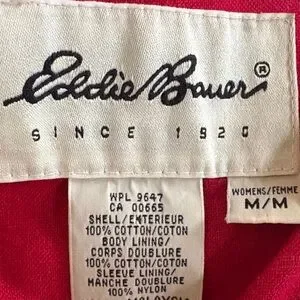 Eddie Bauer®
SINCE 1920
WPL 9647
CA 00665
SHELL/EXTERIEUR
100% COTTON/COTON
BODY LINING/
CORPS DOUBLURE
100% COTTON/COTON
SLEEVE LINING/
MANCHE DOUBLURE
100% NYLON
WOMENS/FEMME
M/M